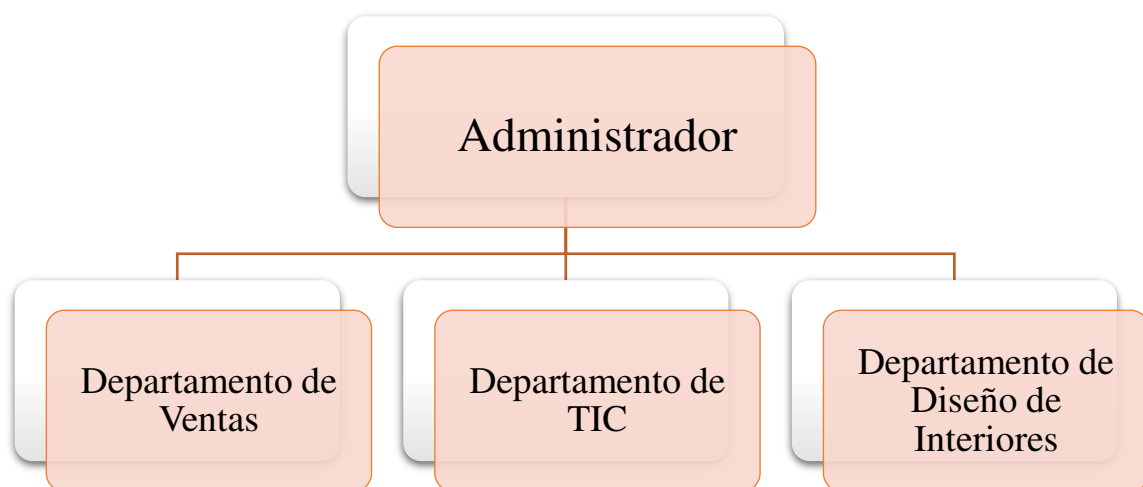 Administrador
Departamento de
Ventas
Departamento de
TIC
Departamento de
Diseño de
Interiores